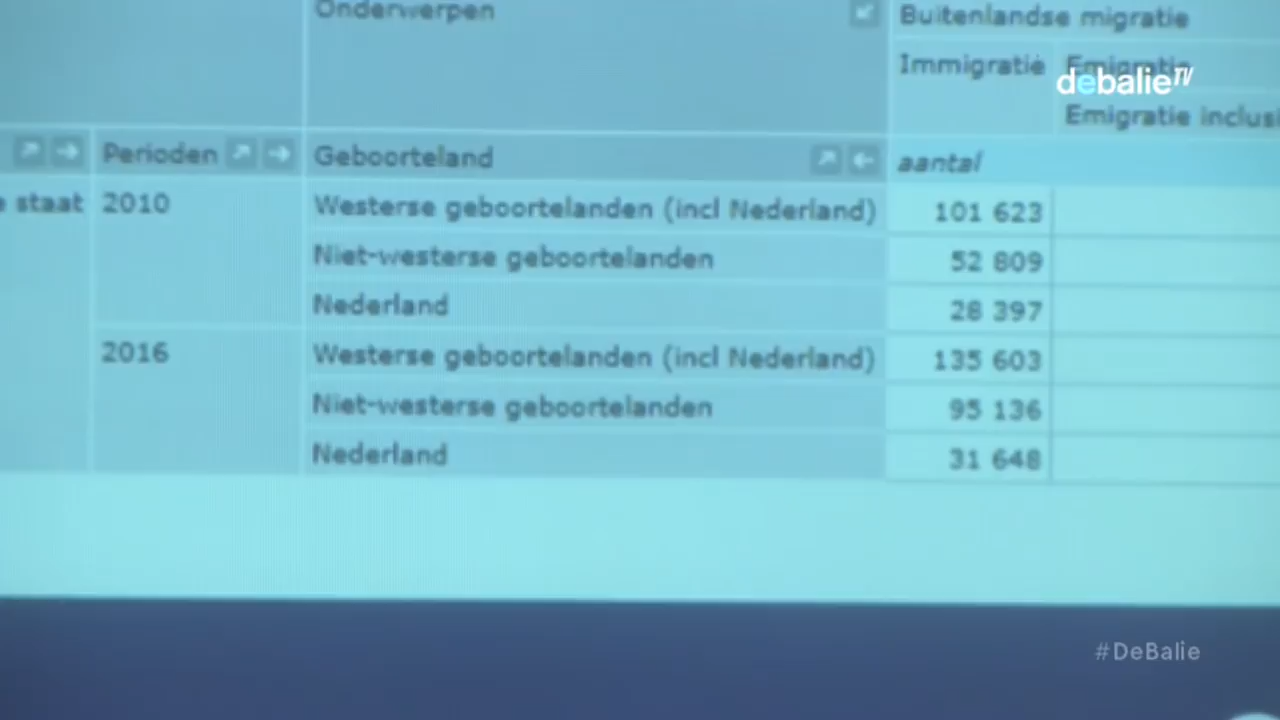 Onderwerpen
Buitenlandse migratie
Immigratie
Emigratie
debalieTV
Emigratie inclusi
Perioden
Geboorteland
aantal
staat
2010
Westerse geboortelanden (incl Nederland)
101 623
Niet-westerse geboortelanden
52 809
Nederland
28 397
2016
Westerse geboortelanden (incl Nederland)
135 603
Niet-westerse geboortelanden
95 136
Nederland
31 648
#DeBalie